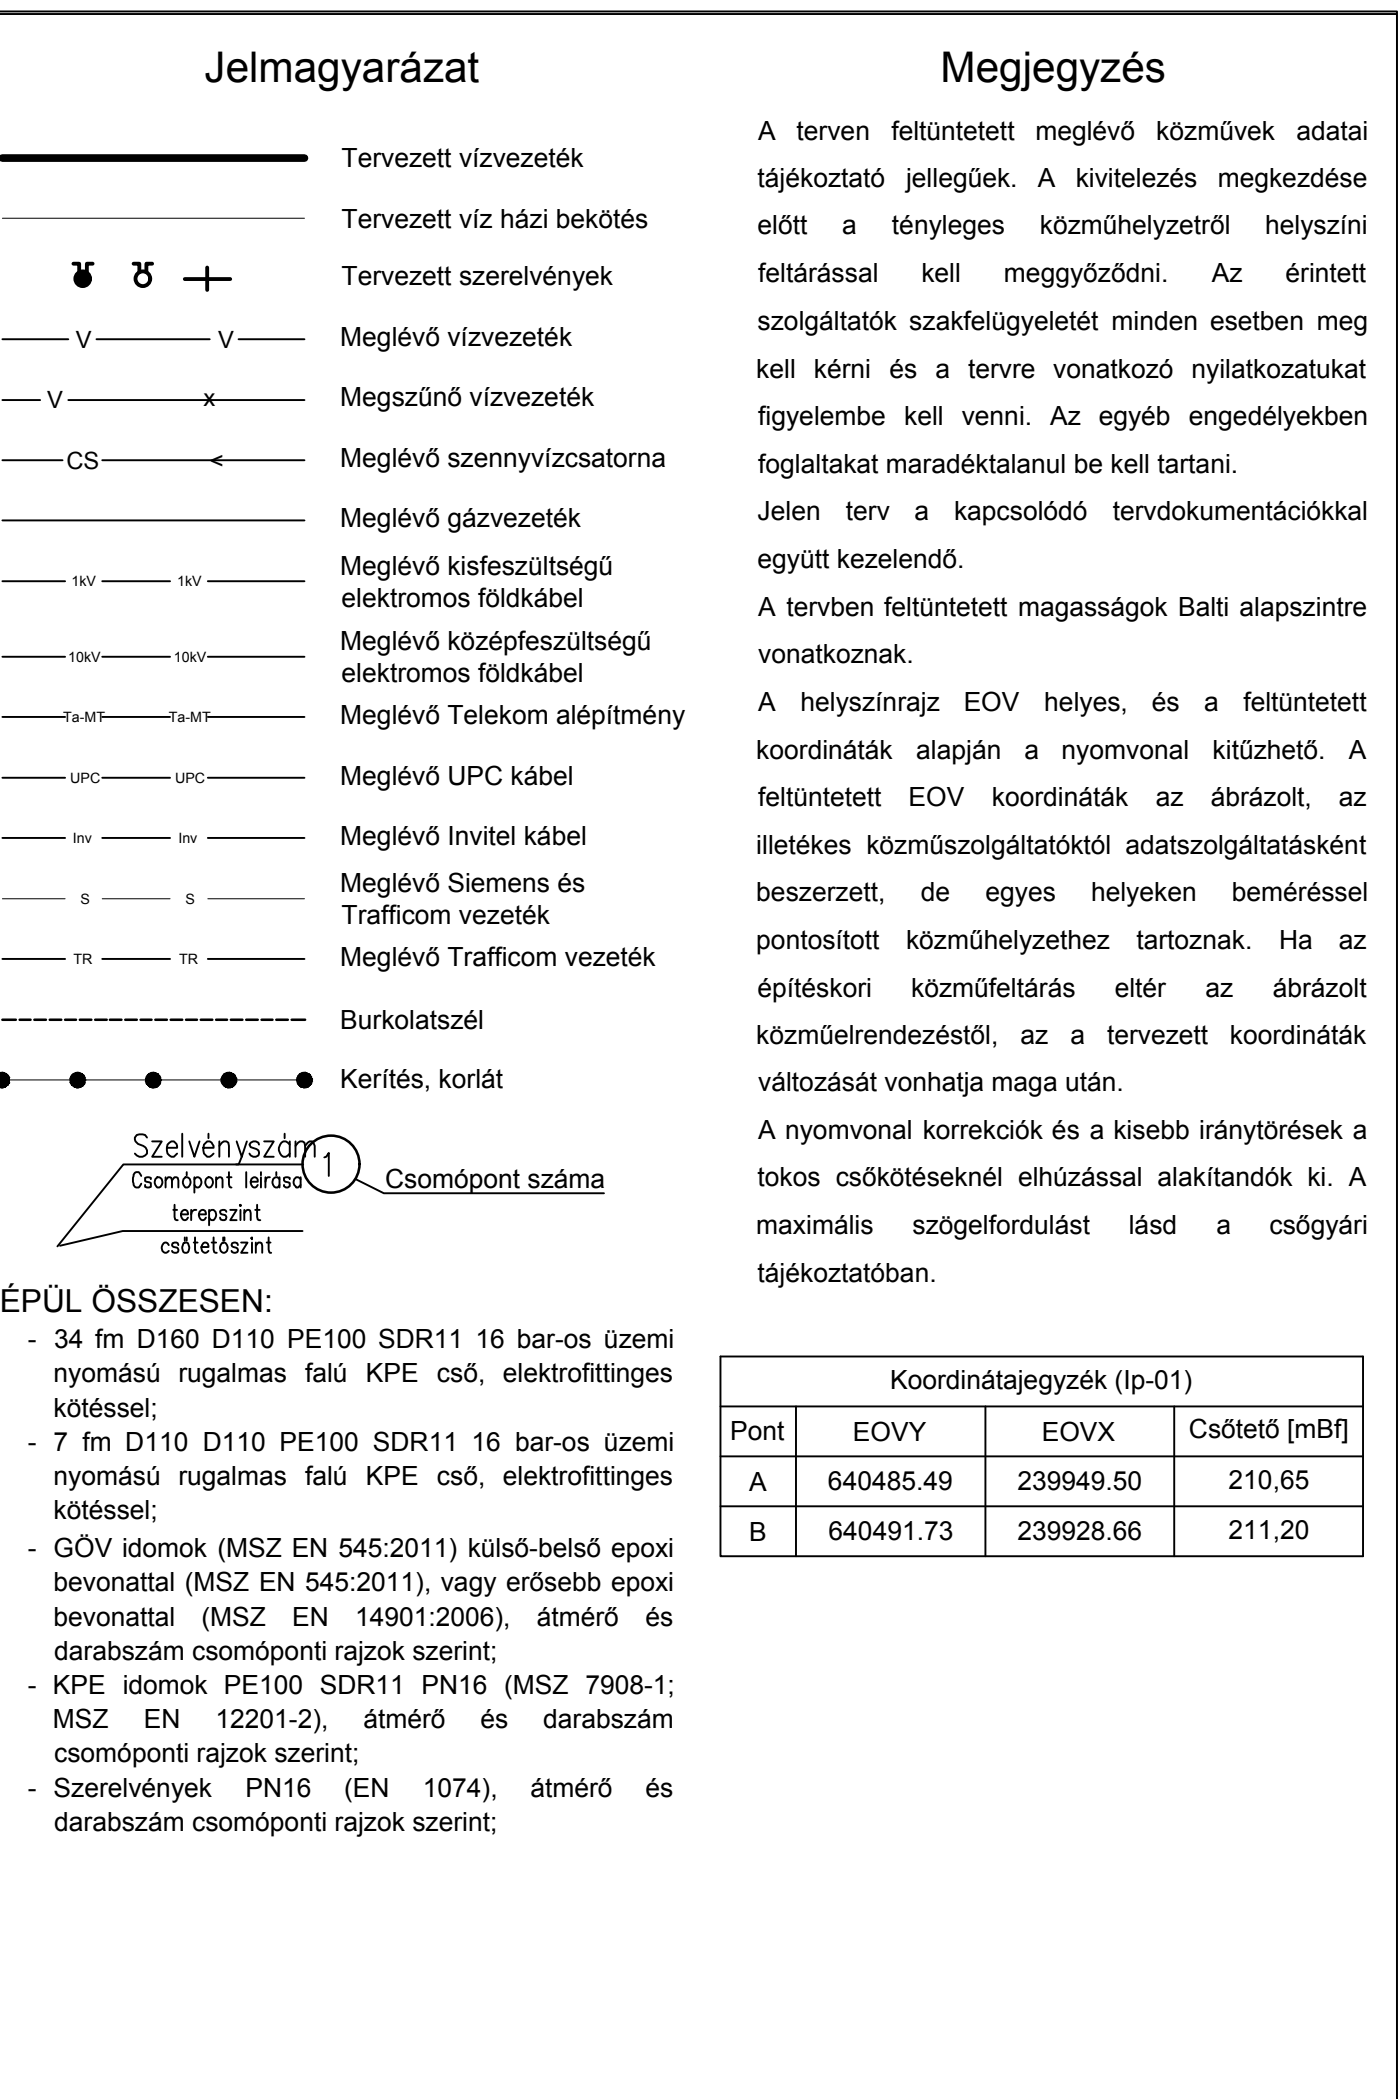 Jelmagyarázat
Tervezett vízvezeték
Tervezett víz házi bekötés
Tervezett szerelvények
V V Meglévő vízvezeték
V x Megszűnő vízvezeték
CS Meglévő szennyvízcsatorna
Meglévő gázvezeték
1kV 1kV Meglévő kisfeszültségű
elektromos földkábel
10kV 10kV Meglévő középfeszültségű
elektromos földkábel
Ta-MT Ta-MT Meglévő Telekom alépítmény
UPC UPC Meglévő UPC kábel
Inv Inv Meglévő Invitel kábel
S S Meglévő Siemens és
Trafficom vezeték
TR TR Meglévő Trafficom vezeték
Burkolatszél
Kerítés, korlát
Szelvényszám
1
Csomópont leírása
Csomópont száma
terepszint
csőtetőszint
ÉPÜL ÖSSZESEN:
- 34 fm D160 D110 PE100 SDR11 16 bar-os üzemi
nyomású rugalmas falú KPE cső, elektrofittinges
kötéssel;
- 7 fm D110 D110 PE100 SDR11 16 bar-os üzemi
nyomású rugalmas falú KPE cső, elektrofittinges
kötéssel;
- GÖV idomok (MSZ EN 545:2011) külső-belső epoxi
bevonattal (MSZ EN 545:2011), vagy erősebb epoxi
bevonattal (MSZ EN 14901:2006), átmérő és
darabszám csomóponti rajzok szerint;
- KPE idomok PE100 SDR11 PN16 (MSZ 7908-1;
MSZ EN 12201-2), átmérő és darabszám
csomóponti rajzok szerint;
- Szerelvények PN16 (EN 1074), átmérő és
darabszám csomóponti rajzok szerint;
Megjegyzés
A terven feltüntetett meglévő közművek adatai
tájékoztató jellegűek. A kivitelezés megkezdése
előtt a tényleges közműhelyzetről helyszíni
feltárással kell meggyőződni. Az érintett
szolgáltatók szakfelügyeletét minden esetben meg
kell kérni és a tervre vonatkozó nyilatkozatukat
figyelembe kell venni. Az egyéb engedélyekben
foglaltakat maradéktalanul be kell tartani.
Jelen terv a kapcsolódó tervdokumentációkkal
együtt kezelendő.
A tervben feltüntetett magasságok Balti alapszintre
vonatkoznak.
A helyszínrajz EOV helyes, és a feltüntetett
koordináták alapján a nyomvonal kitűzhető. A
feltüntetett EOV koordináták az ábrázolt, az
illetékes közműszolgáltatóktól adatszolgáltatásként
beszerzett, de egyes helyeken beméréssel
pontosított közműhelyzethez tartoznak. Ha az
építéskori közműfeltárás eltér az ábrázolt
közműelrendezéstől, az a tervezett koordináták
változását vonhatja maga után.
A nyomvonal korrekciók és a kisebb iránytörések a
tokos csőkötéseknél elhúzással alakítandók ki. A
maximális szögelfordulást lásd a csőgyári
tájékoztatóban.
Koordinátajegyzék (Ip-01)
Pont EOVY EOVX Csőtető [mBf]
A 640485.49 239949.50 210,65
B 640491.73 239928.66 211,20